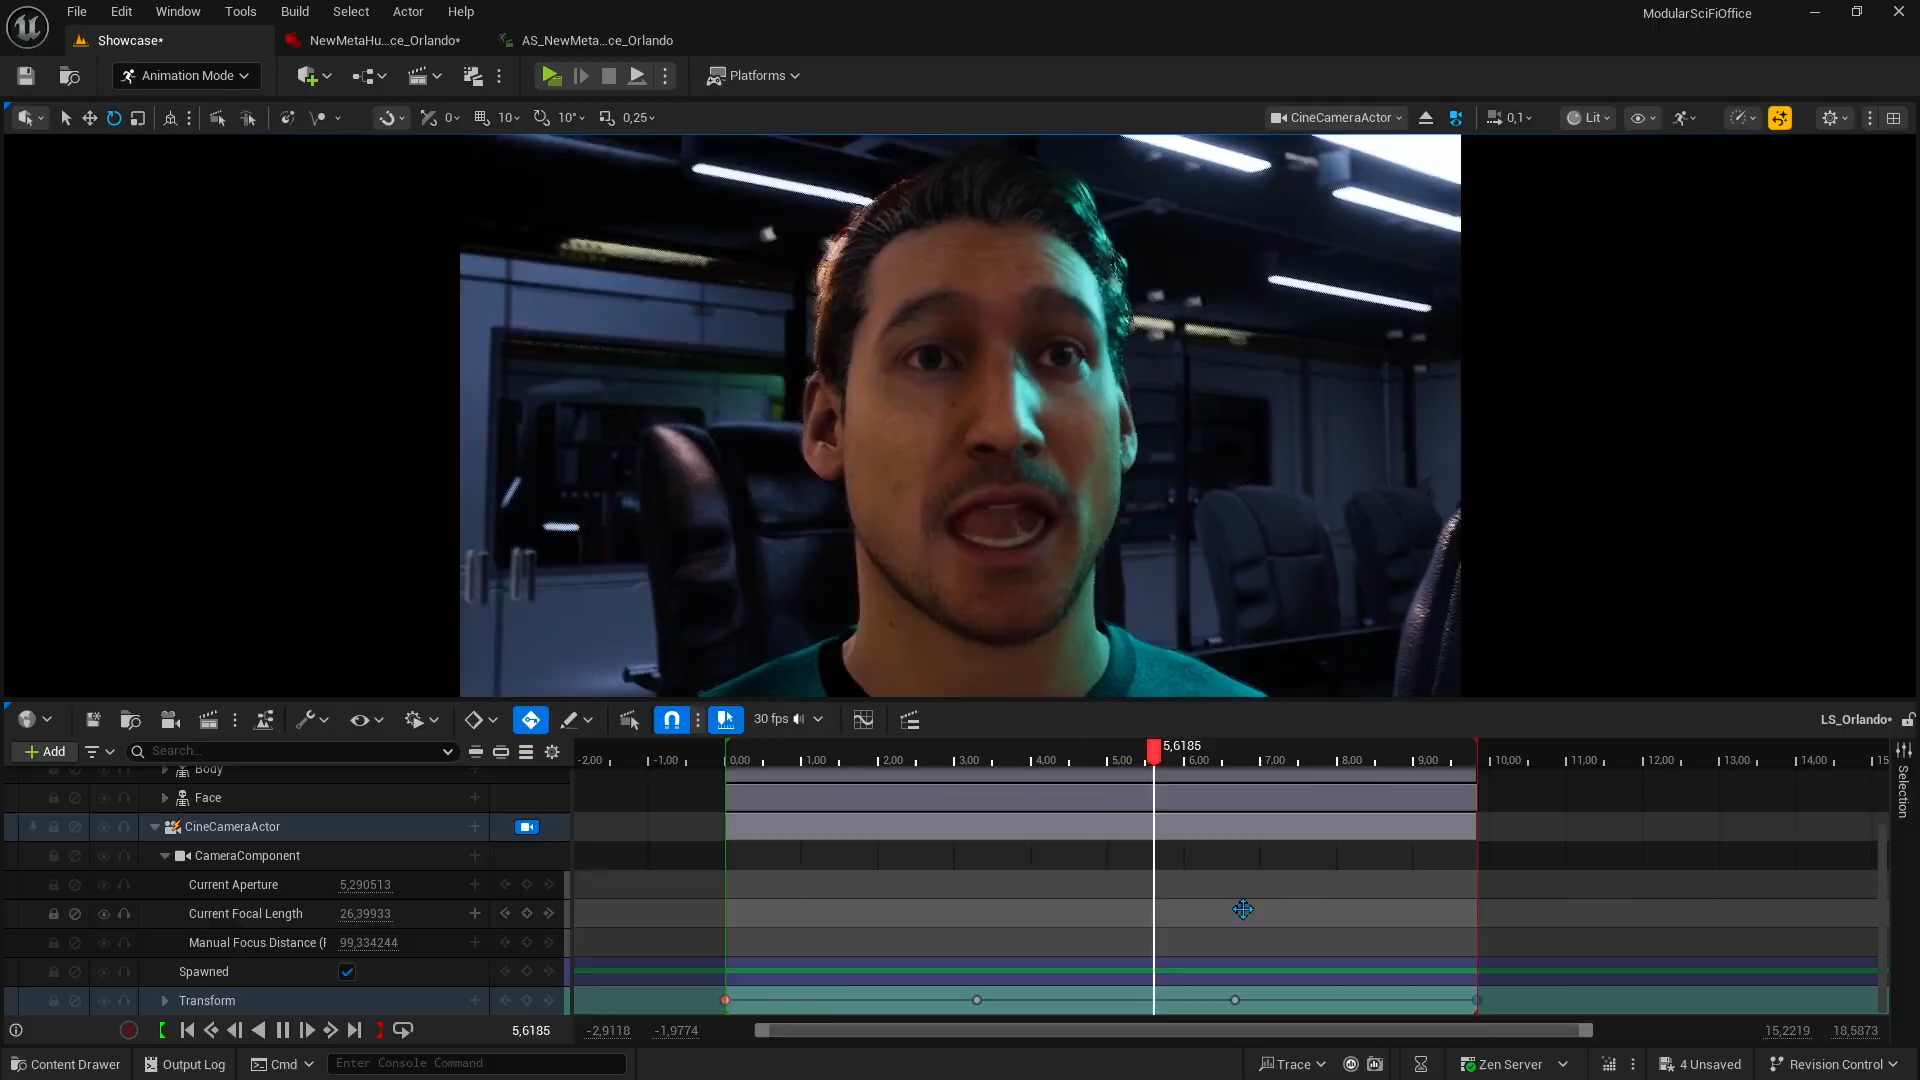 File Edit Window Tools Build Select Actor Help
ModularSciFiOffice
Showcase* NewMetaHu...ce_Orlando* AS_NewMeta...ce_Orlando
Animation Mode Platforms
0 10 10° 0,25 CineCameraActor 0,1 Lit
30 fps LS_Orlando*
Add Search...
5,6185
-2,00 -1,00 0,00 1,00 2,00 3,00 4,00 5,00 6,00 7,00 8,00 9,00 10,00 11,00 12,00 13,00 14,00 15
Selection
Body
Face
CineCameraActor
CameraComponent
Current Aperture 5,290513
Current Focal Length 26,39933
Manual Focus Distance (F 99,334244
Spawned
Transform
5,6185 -2,9118 -1,9774 15,2219 18,5873
Content Drawer Output Log Cmd Enter Console Command Trace Zen Server 4 Unsaved Revision Control